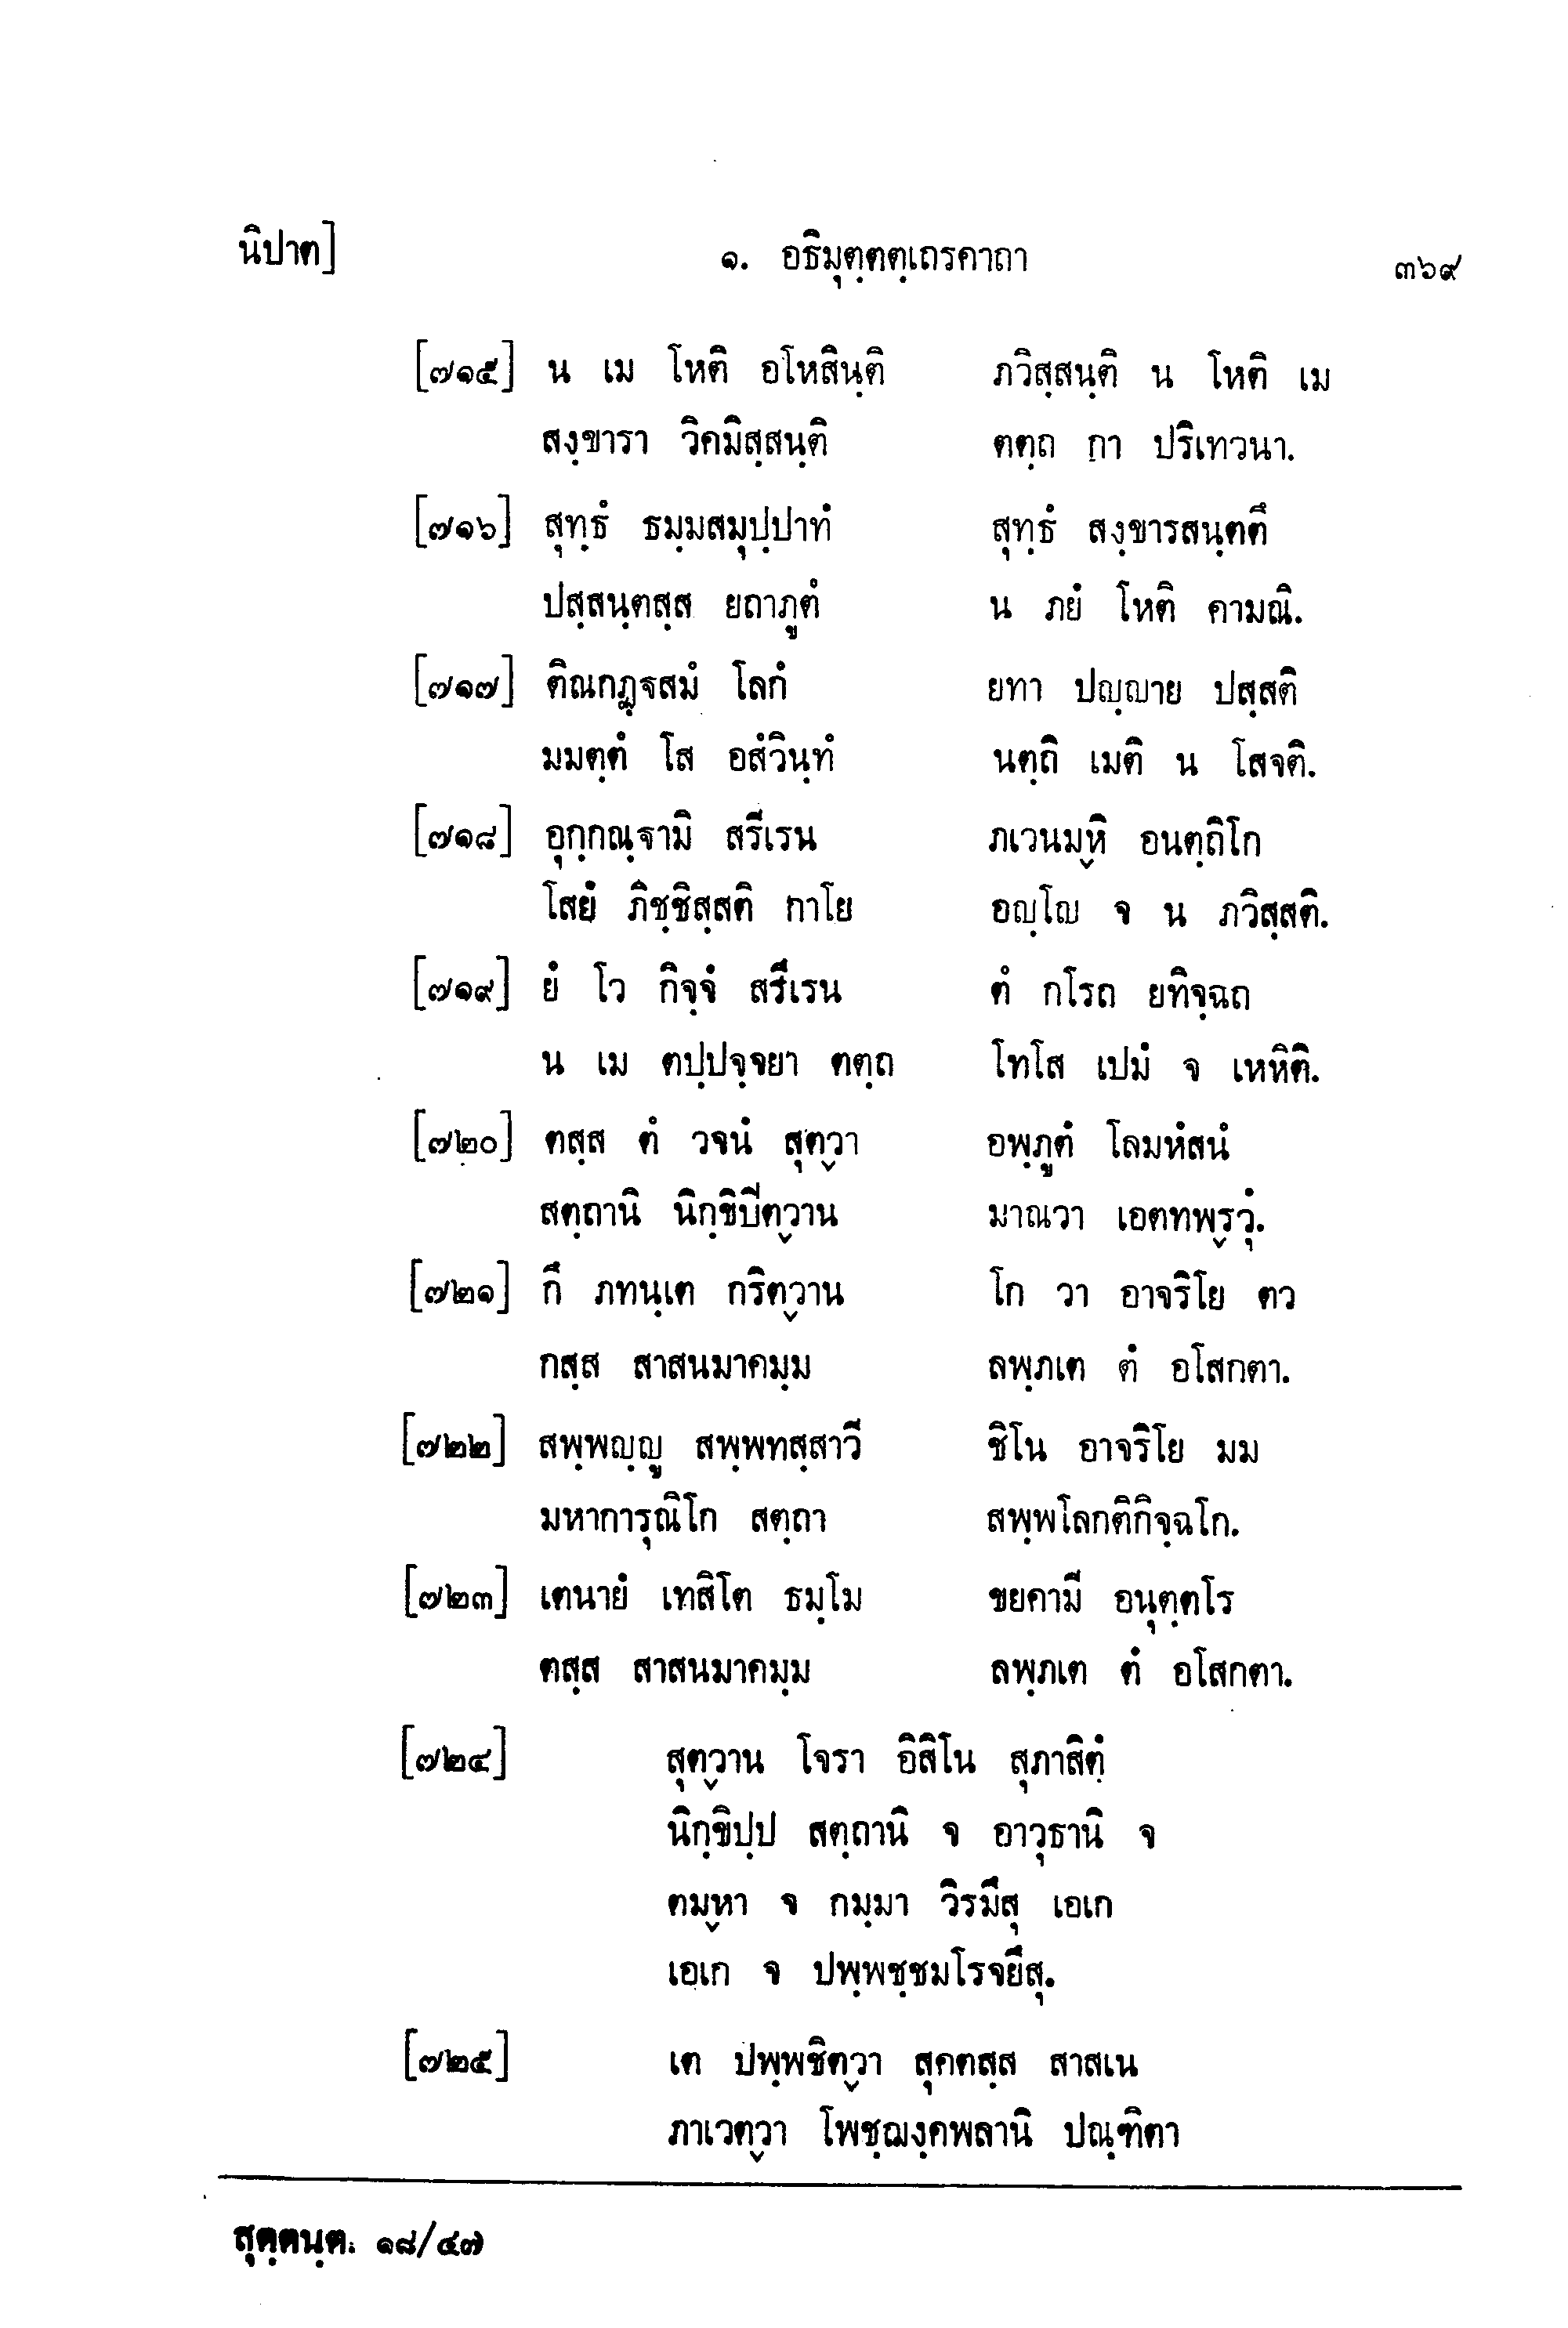 นิปาต] ๑. อธิมุตฺตตฺเถรคาถา ๓๖๙
[๗๑๕] น เม โหติ อโหสินฺติ ภวิสฺสนฺติ น โหติ เม
สงฺขารา วิคมิสฺสนฺติ ตตฺถ กา ปริเทวนา.
[๗๑๖] สุทฺธํ ธมฺมสมุปฺปาทํ สุทฺธํ สงฺขารสนฺตตึ
ปสฺสนฺตสฺส ยถาภูตํ น ภยํ โหติ คามณิ.
[๗๑๗] ติณกฏฺฐสมํ โลกํ ยทา ปญฺญาย ปสฺสติ
มมตฺตํ โส อสํวินฺทํ นตฺถิ เมติ น โสจติ.
[๗๑๘] อุกฺกณฺฐามิ สรีเรน ภเวนมฺหิ อนตฺถิโก
โสยํ ภิชฺชิสฺสติ กาโย อญฺโญ จ น ภวิสฺสติ.
[๗๑๙] ยํ โว กิจฺจํ สรีเรน ตํ กโรถ ยทิจฺฉถ
น เม ตปฺปจฺจยา ตตฺถ โทโส เปมํ จ เหหิติ.
[๗๒๐] ตสฺส ตํ วจนํ สุตฺวา อพฺภูตํ โลมหํสนํ
สตฺถานิ นิกฺขิปีตฺวาน มาณวา เอตทพฺรวุํ.
[๗๒๑] กึ ภทนฺเต กริตฺวาน โก วา อาจริโย ตว
กสฺส สาสนมาคมฺม ลพฺภเต ตํ อโสกตา.
[๗๒๒] สพฺพญฺญู สพฺพทสฺสาวี ชิโน อาจริโย มม
มหาการุณิโก สตฺถา สพฺพโลกติกิจฺฉโก.
[๗๒๓] เตนายํ เทสิโต ธมฺโม ขยคามี อนุตฺตโร
ตสฺส สาสนมาคมฺม ลพฺภเต ตํ อโสกตา.
[๗๒๔] สุตฺวาน โจรา อิสิโน สุภาสิตํ
นิกฺขิปฺป สตฺถานิ จ อาวุธานิ จ
ตมฺหา จ กมฺมา วิรมึสุ เอเก
เอเก จ ปพฺพชฺชมโรจยึสุ.
[๗๒๕] เต ปพฺพชิตฺวา สุคตสฺส สาสเน
ภาเวตฺวา โพชฺฌงฺคพลานิ ปณฺฑิตา
สุตฺตนฺต. ๑๘/๔๗